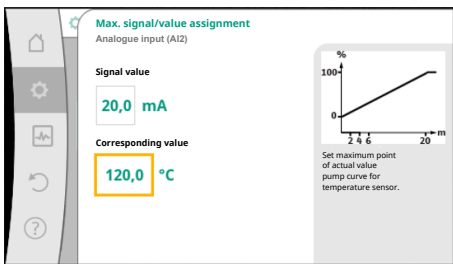 Max. signal/value assignment
Analogue input (AI2)
Signal value
20,0 mA
Corresponding value
120,0 °C
%
100
0
2 4 6 20 m
Set maximum point
of actual value
pump curve for
temperature sensor.
?